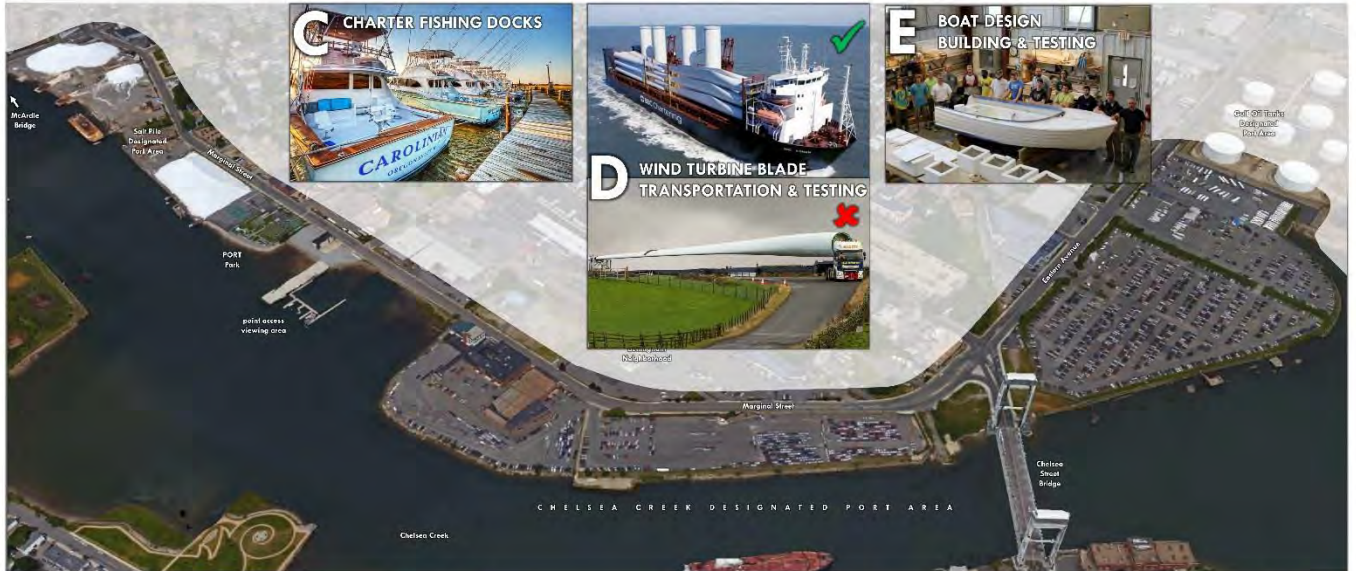 C CHARTER FISHING DOCKS
CAROLINIAN
D WIND TURBINE BLADE
TRANSPORTATION & TESTING
E BOAT DESIGN
BUILDING & TESTING
McArdle
Bridge
Salt Pile
Designated
Port Area
Marginal Street
PORT
Park
point access
viewing area
Neighborhood
Marginal Street
Eastern Avenue
Gulf Oil Tanks
Designated
Port Area
Chelsea
Street
Bridge
CHELSEA CREEK DESIGNATED PORT AREA
Chelsea Creek